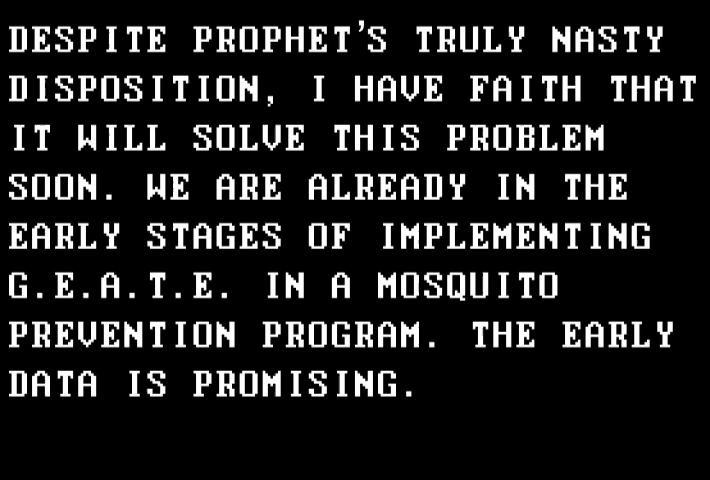 DESPITE PROPHET'S TRULY NASTY
DISPOSITION, I HAVE FAITH THAT
IT WILL SOLVE THIS PROBLEM
SOON. WE ARE ALREADY IN THE
EARLY STAGES OF IMPLEMENTING
G.E.A.T.E. IN A MOSQUITO
PREVENTION PROGRAM. THE EARLY
DATA IS PROMISING.